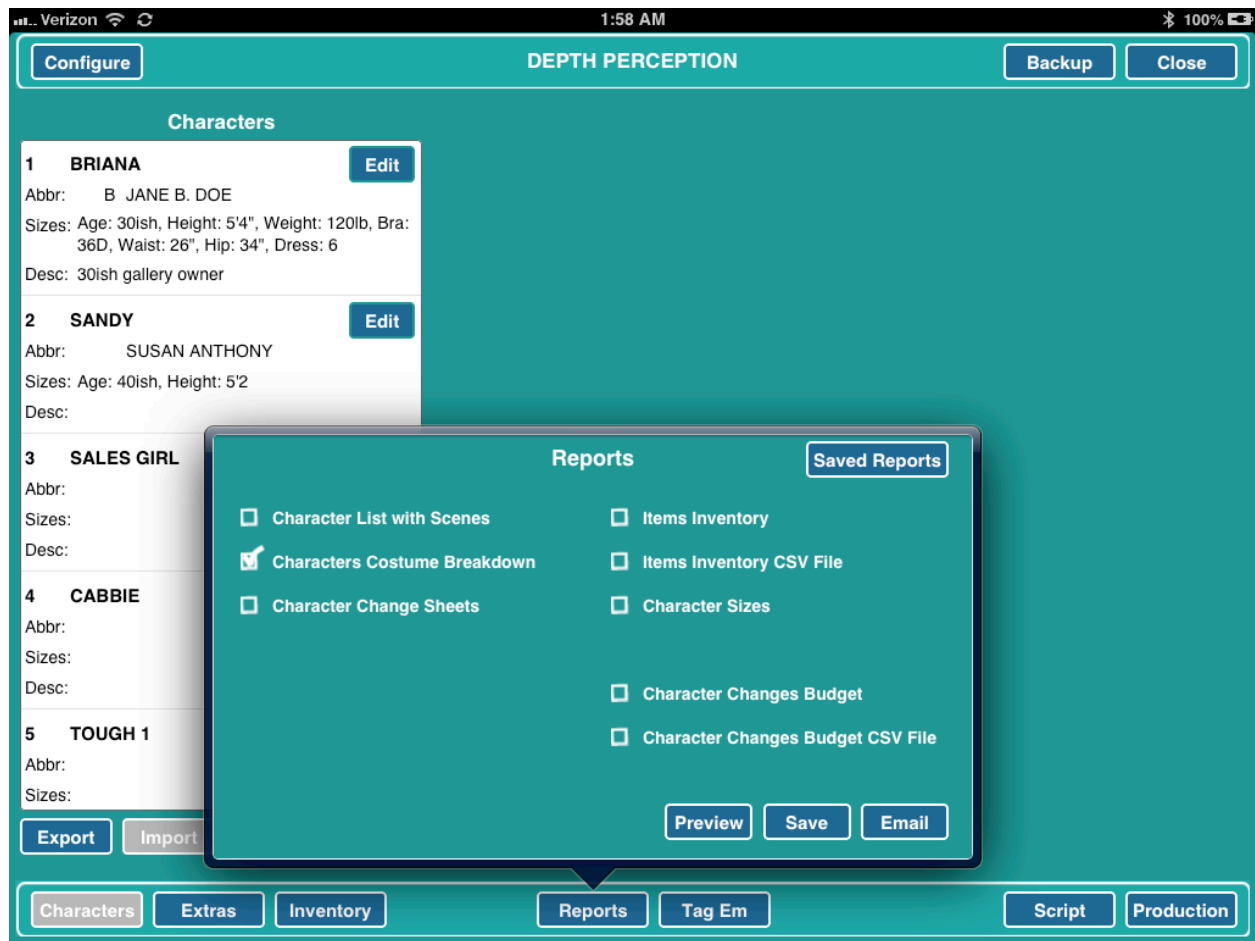 Verizon 1:58 AM 100%
Configure DEPTH PERCEPTION Backup Close
Characters
1 BRIANA Edit
Abbr: B JANE B. DOE
Sizes: Age: 30ish, Height: 5'4", Weight: 120lb, Bra:
36D, Waist: 26", Hip: 34", Dress: 6
Desc: 30ish gallery owner
2 SANDY Edit
Abbr: SUSAN ANTHONY
Sizes: Age: 40ish, Height: 5'2
Desc:
3 SALES GIRL
Abbr:
Sizes:
Desc:
4 CABBIE
Abbr:
Sizes:
Desc:
5 TOUGH 1
Abbr:
Sizes:
Export Import
Reports Saved Reports
Character List with Scenes
Characters Costume Breakdown
Character Change Sheets
Items Inventory
Items Inventory CSV File
Character Sizes
Character Changes Budget
Character Changes Budget CSV File
Preview Save Email
Characters Extras Inventory Reports Tag Em Script Production